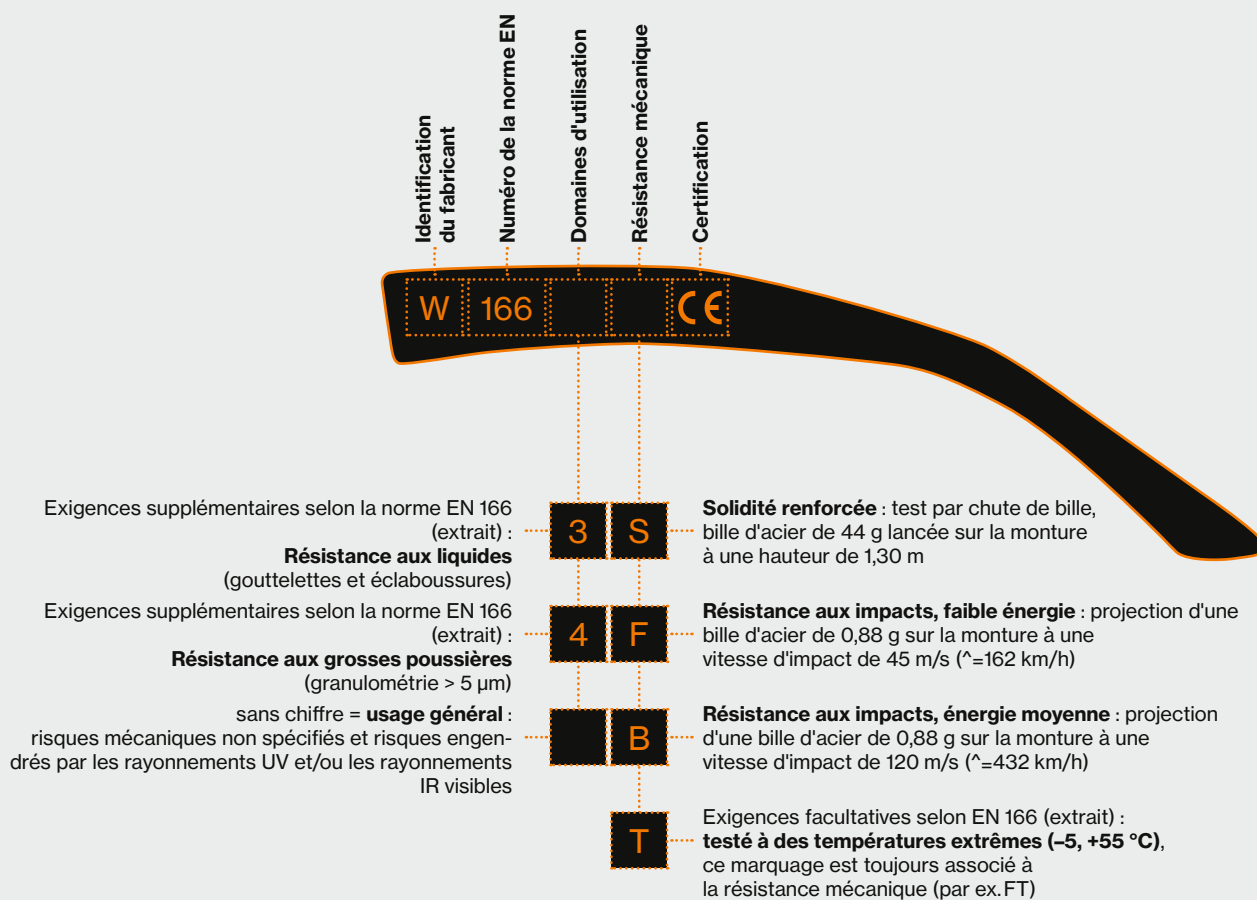 Identification
du fabricant
Numéro de la norme EN
Domaines d'utilisation
Résistance mécanique
Certification
W
166
CE
Exigences supplémentaires selon la norme EN 166
(extrait) :
Résistance aux liquides
(gouttelettes et éclaboussures)
3
S
Solidité renforcée : test par chute de bille,
bille d'acier de 44 g lancée sur la monture
à une hauteur de 1,30 m
Exigences supplémentaires selon la norme EN 166
(extrait) :
Résistance aux grosses poussières
(granulométrie > 5 µm)
4
F
Résistance aux impacts, faible énergie : projection d'une
bille d'acier de 0,88 g sur la monture à une
vitesse d'impact de 45 m/s (^=162 km/h)
sans chiffre = usage général :
risques mécaniques non spécifiés et risques engen-
drés par les rayonnements UV et/ou les rayonnements
IR visibles
B
Résistance aux impacts, énergie moyenne : projection
d'une bille d'acier de 0,88 g sur la monture à une
vitesse d'impact de 120 m/s (^=432 km/h)
T
Exigences facultatives selon EN 166 (extrait) :
testé à des températures extrêmes (–5, +55 °C),
ce marquage est toujours associé à
la résistance mécanique (par ex. FT)